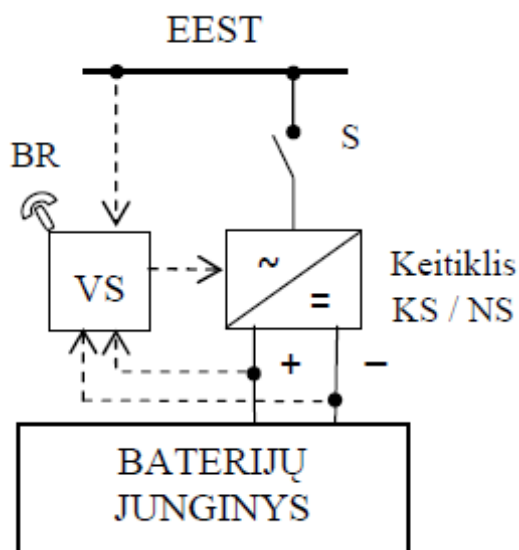 EEST
S
BR
VS
~
=
Keitiklis
KS / NS
+ −
BATERIJŲ
JUNGINYS